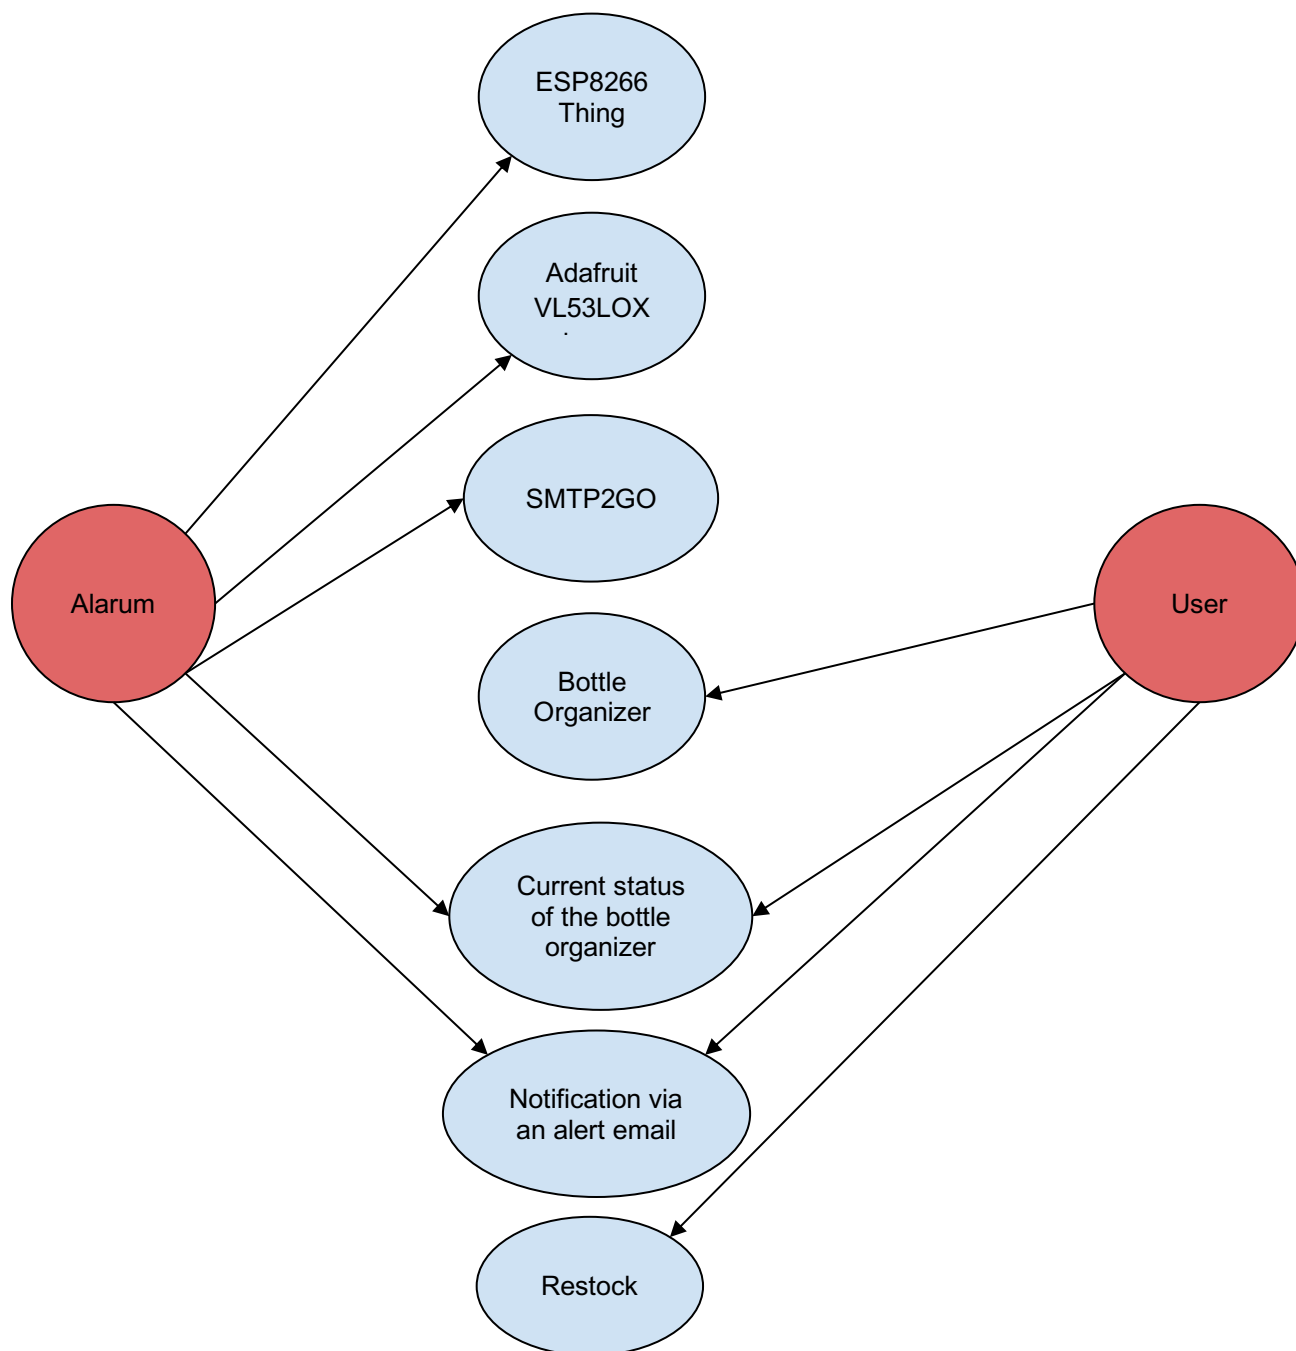 ESP8266
Thing
Adafruit
VL53LOX
SMTP2GO
Alarum
User
Bottle
Organizer
Current status
of the bottle
organizer
Notification via
an alert email
Restock